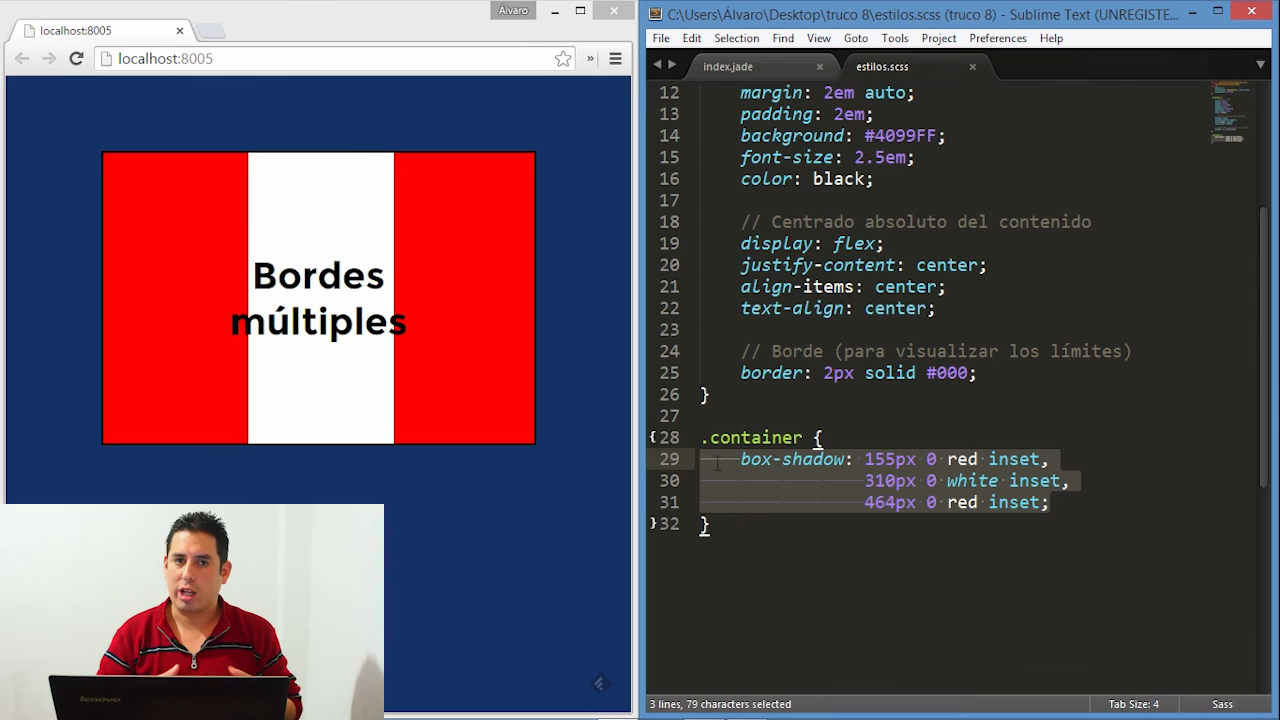 Álvaro
localhost:8005
localhost:8005
»
Bordes
múltiples
lenovo
C:\Users\Álvaro\Desktop\truco 8\estilos.scss (truco 8) - Sublime Text (UNREGISTE...
File Edit Selection Find View Goto Tools Project Preferences Help
index.jade estilos.scss
12 margin: 2em auto;
13 padding: 2em;
14 background: #4099FF;
15 font-size: 2.5em;
16 color: black;
17
18 // Centrado absoluto del contenido
19 display: flex;
20 justify-content: center;
21 align-items: center;
22 text-align: center;
23
24 // Borde (para visualizar los límites)
25 border: 2px solid #000;
26 }
27
28 .container {
29 box-shadow: 155px 0 red inset,
30 310px 0 white inset,
31 464px 0 red inset;
32 }
3 lines, 79 characters selected Tab Size: 4 Sass